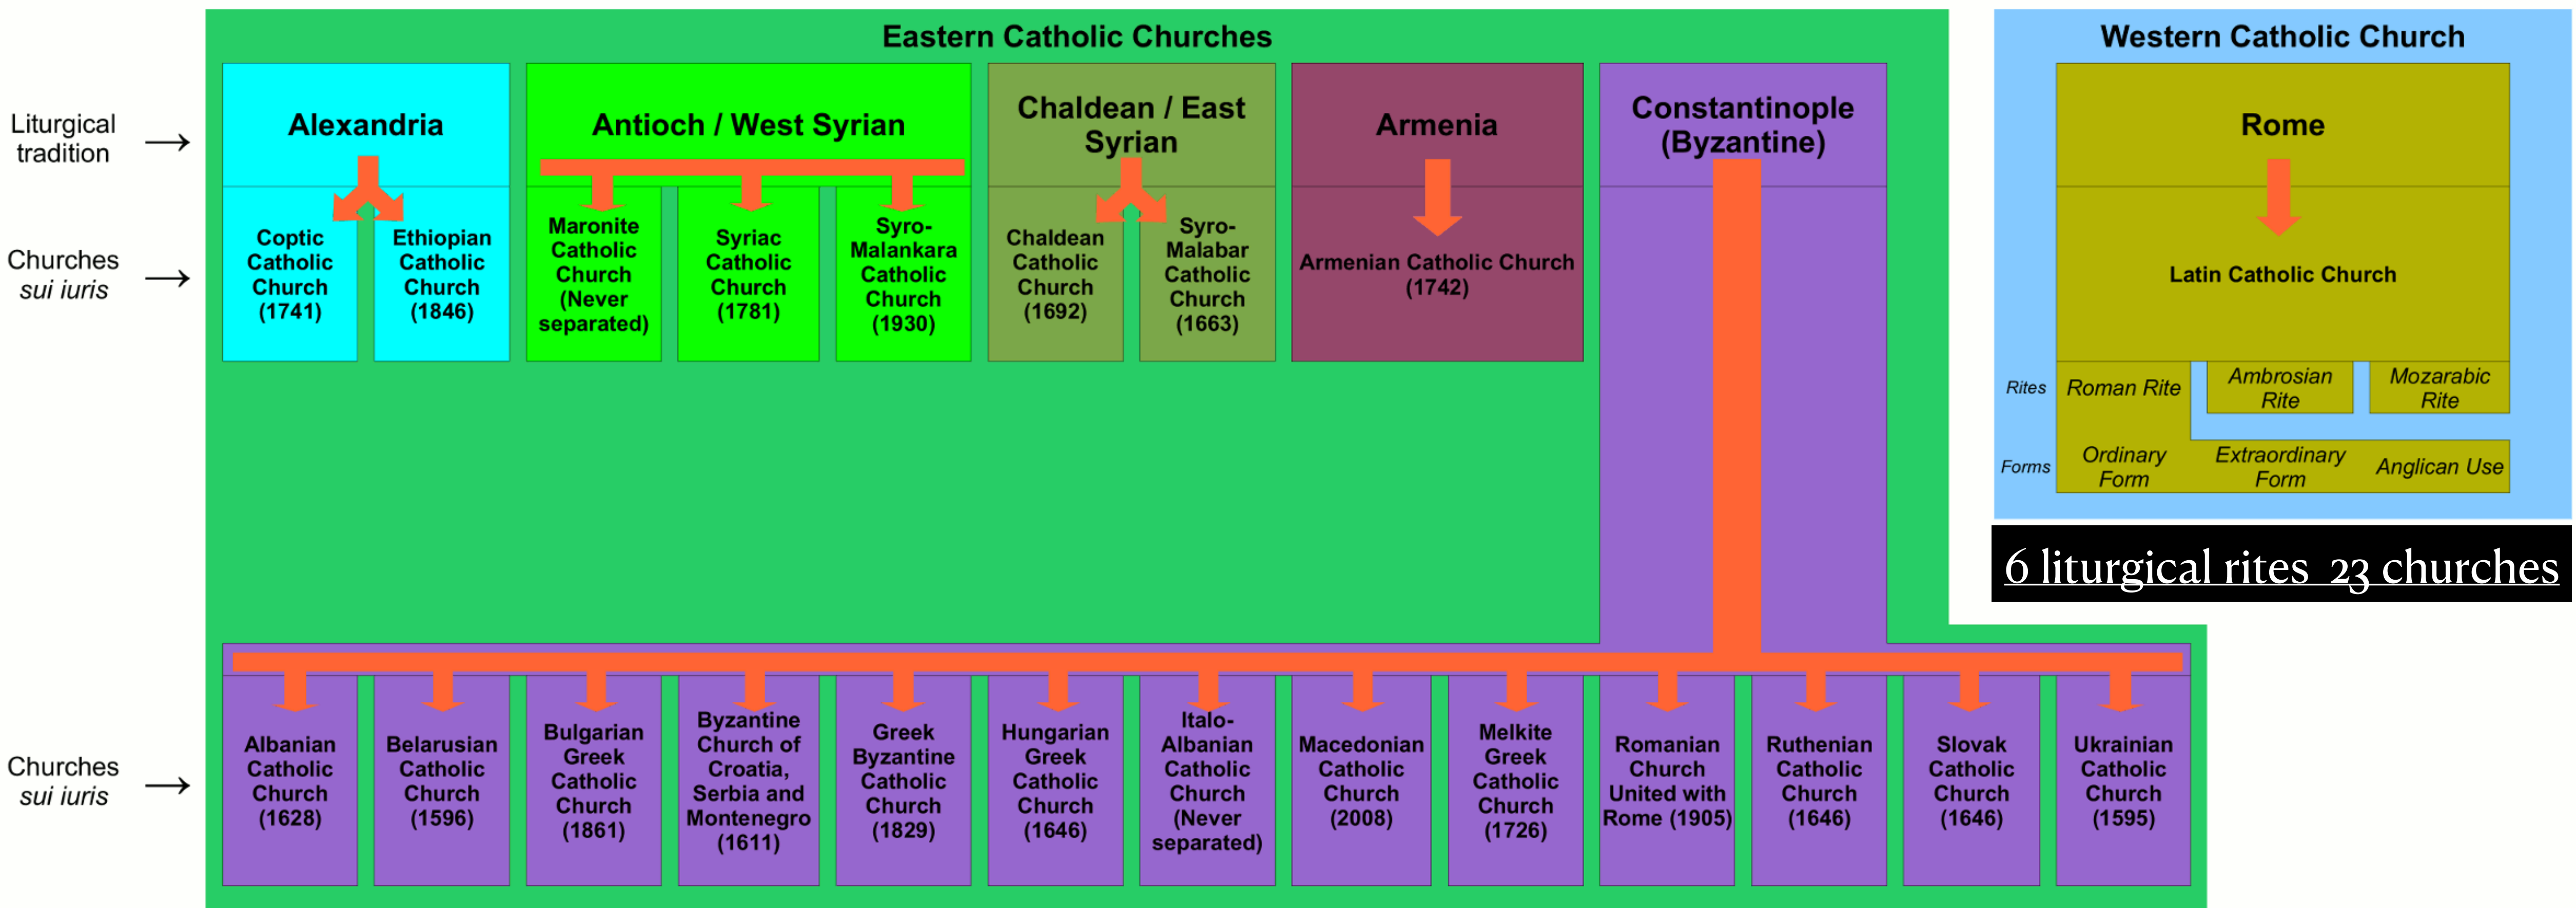 Eastern Catholic Churches
Liturgical
tradition
→
Alexandria
Antioch / West Syrian
Chaldean / East
Syrian
Armenia
Constantinople
(Byzantine)
Churches
sui iuris
→
Coptic
Catholic
Church
(1741)
Ethiopian
Catholic
Church
(1846)
Maronite
Catholic
Church
(Never
separated)
Syriac
Catholic
Church
(1781)
Syro-
Malankara
Catholic
Church
(1930)
Chaldean
Catholic
Church
(1692)
Syro-
Malabar
Catholic
Church
(1663)
Armenian Catholic Church
(1742)
Churches
sui iuris
→
Albanian
Catholic
Church
(1628)
Belarusian
Catholic
Church
(1596)
Bulgarian
Greek
Catholic
Church
(1861)
Byzantine
Church of
Croatia,
Serbia and
Montenegro
(1611)
Greek
Byzantine
Catholic
Church
(1829)
Hungarian
Greek
Catholic
Church
(1646)
Italo-
Albanian
Catholic
Church
(Never
separated)
Macedonian
Catholic
Church
(2008)
Melkite
Greek
Catholic
Church
(1726)
Romanian
Church
United with
Rome (1905)
Ruthenian
Catholic
Church
(1646)
Slovak
Catholic
Church
(1646)
Ukrainian
Catholic
Church
(1595)
Western Catholic Church
Rome
Latin Catholic Church
Rites
Roman Rite
Ambrosian
Rite
Mozarabic
Rite
Forms
Ordinary
Form
Extraordinary
Form
Anglican Use
6 liturgical rites 23 churches